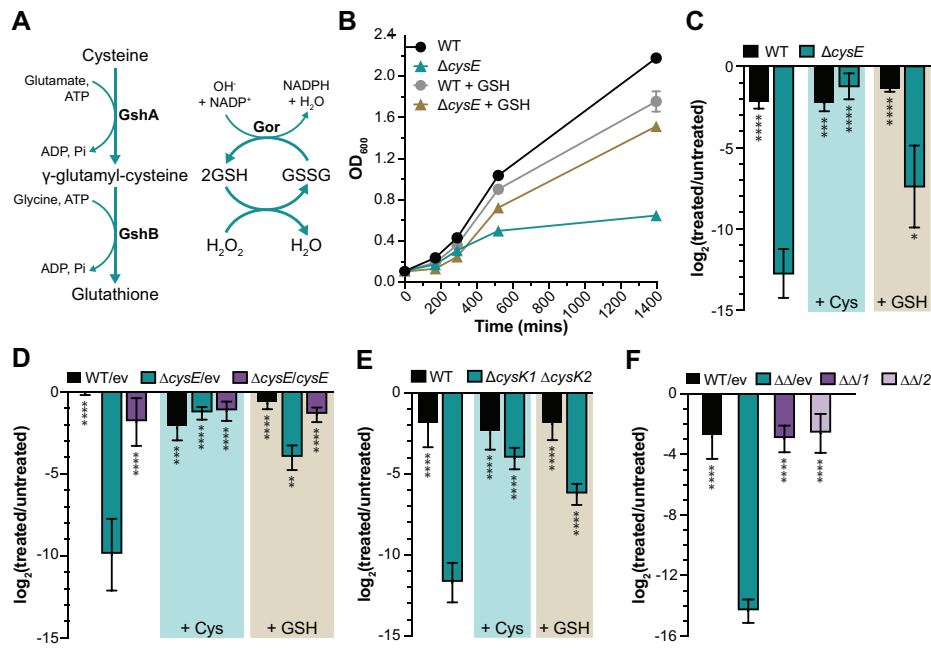 A
Cysteine
Glutamate,
ATP
GshA
ADP, Pi
γ-glutamyl-cysteine
Glycine, ATP
GshB
ADP, Pi
Glutathione
OH-
+ NADP+
NADPH
+ H2O
Gor
2GSH
GSSG
H2O2
H2O
B
WT
ΔcysE
WT + GSH
ΔcysE + GSH
OD600
2.4
2.0
1.6
1.2
0.8
0.4
0.0
0 200 400 600 800 1000 1200 1400
Time (mins)
C
WT ΔcysE
log2(treated/untreated)
0
-5
-10
-15
****
***
****
****
*
+ Cys
+ GSH
D
WT/ev ΔcysE/ev ΔcysE/cysE
log2(treated/untreated)
0
-5
-10
-15
****
****
***
****
****
****
**
****
+ Cys
+ GSH
E
WT ΔcysK1 ΔcysK2
log2(treated/untreated)
0
-5
-10
-15
****
****
****
****
****
+ Cys
+ GSH
F
WT/ev ΔΔ/ev ΔΔ/1 ΔΔ/2
log2(treated/untreated)
0
-4
-8
-12
-16
****
****
****